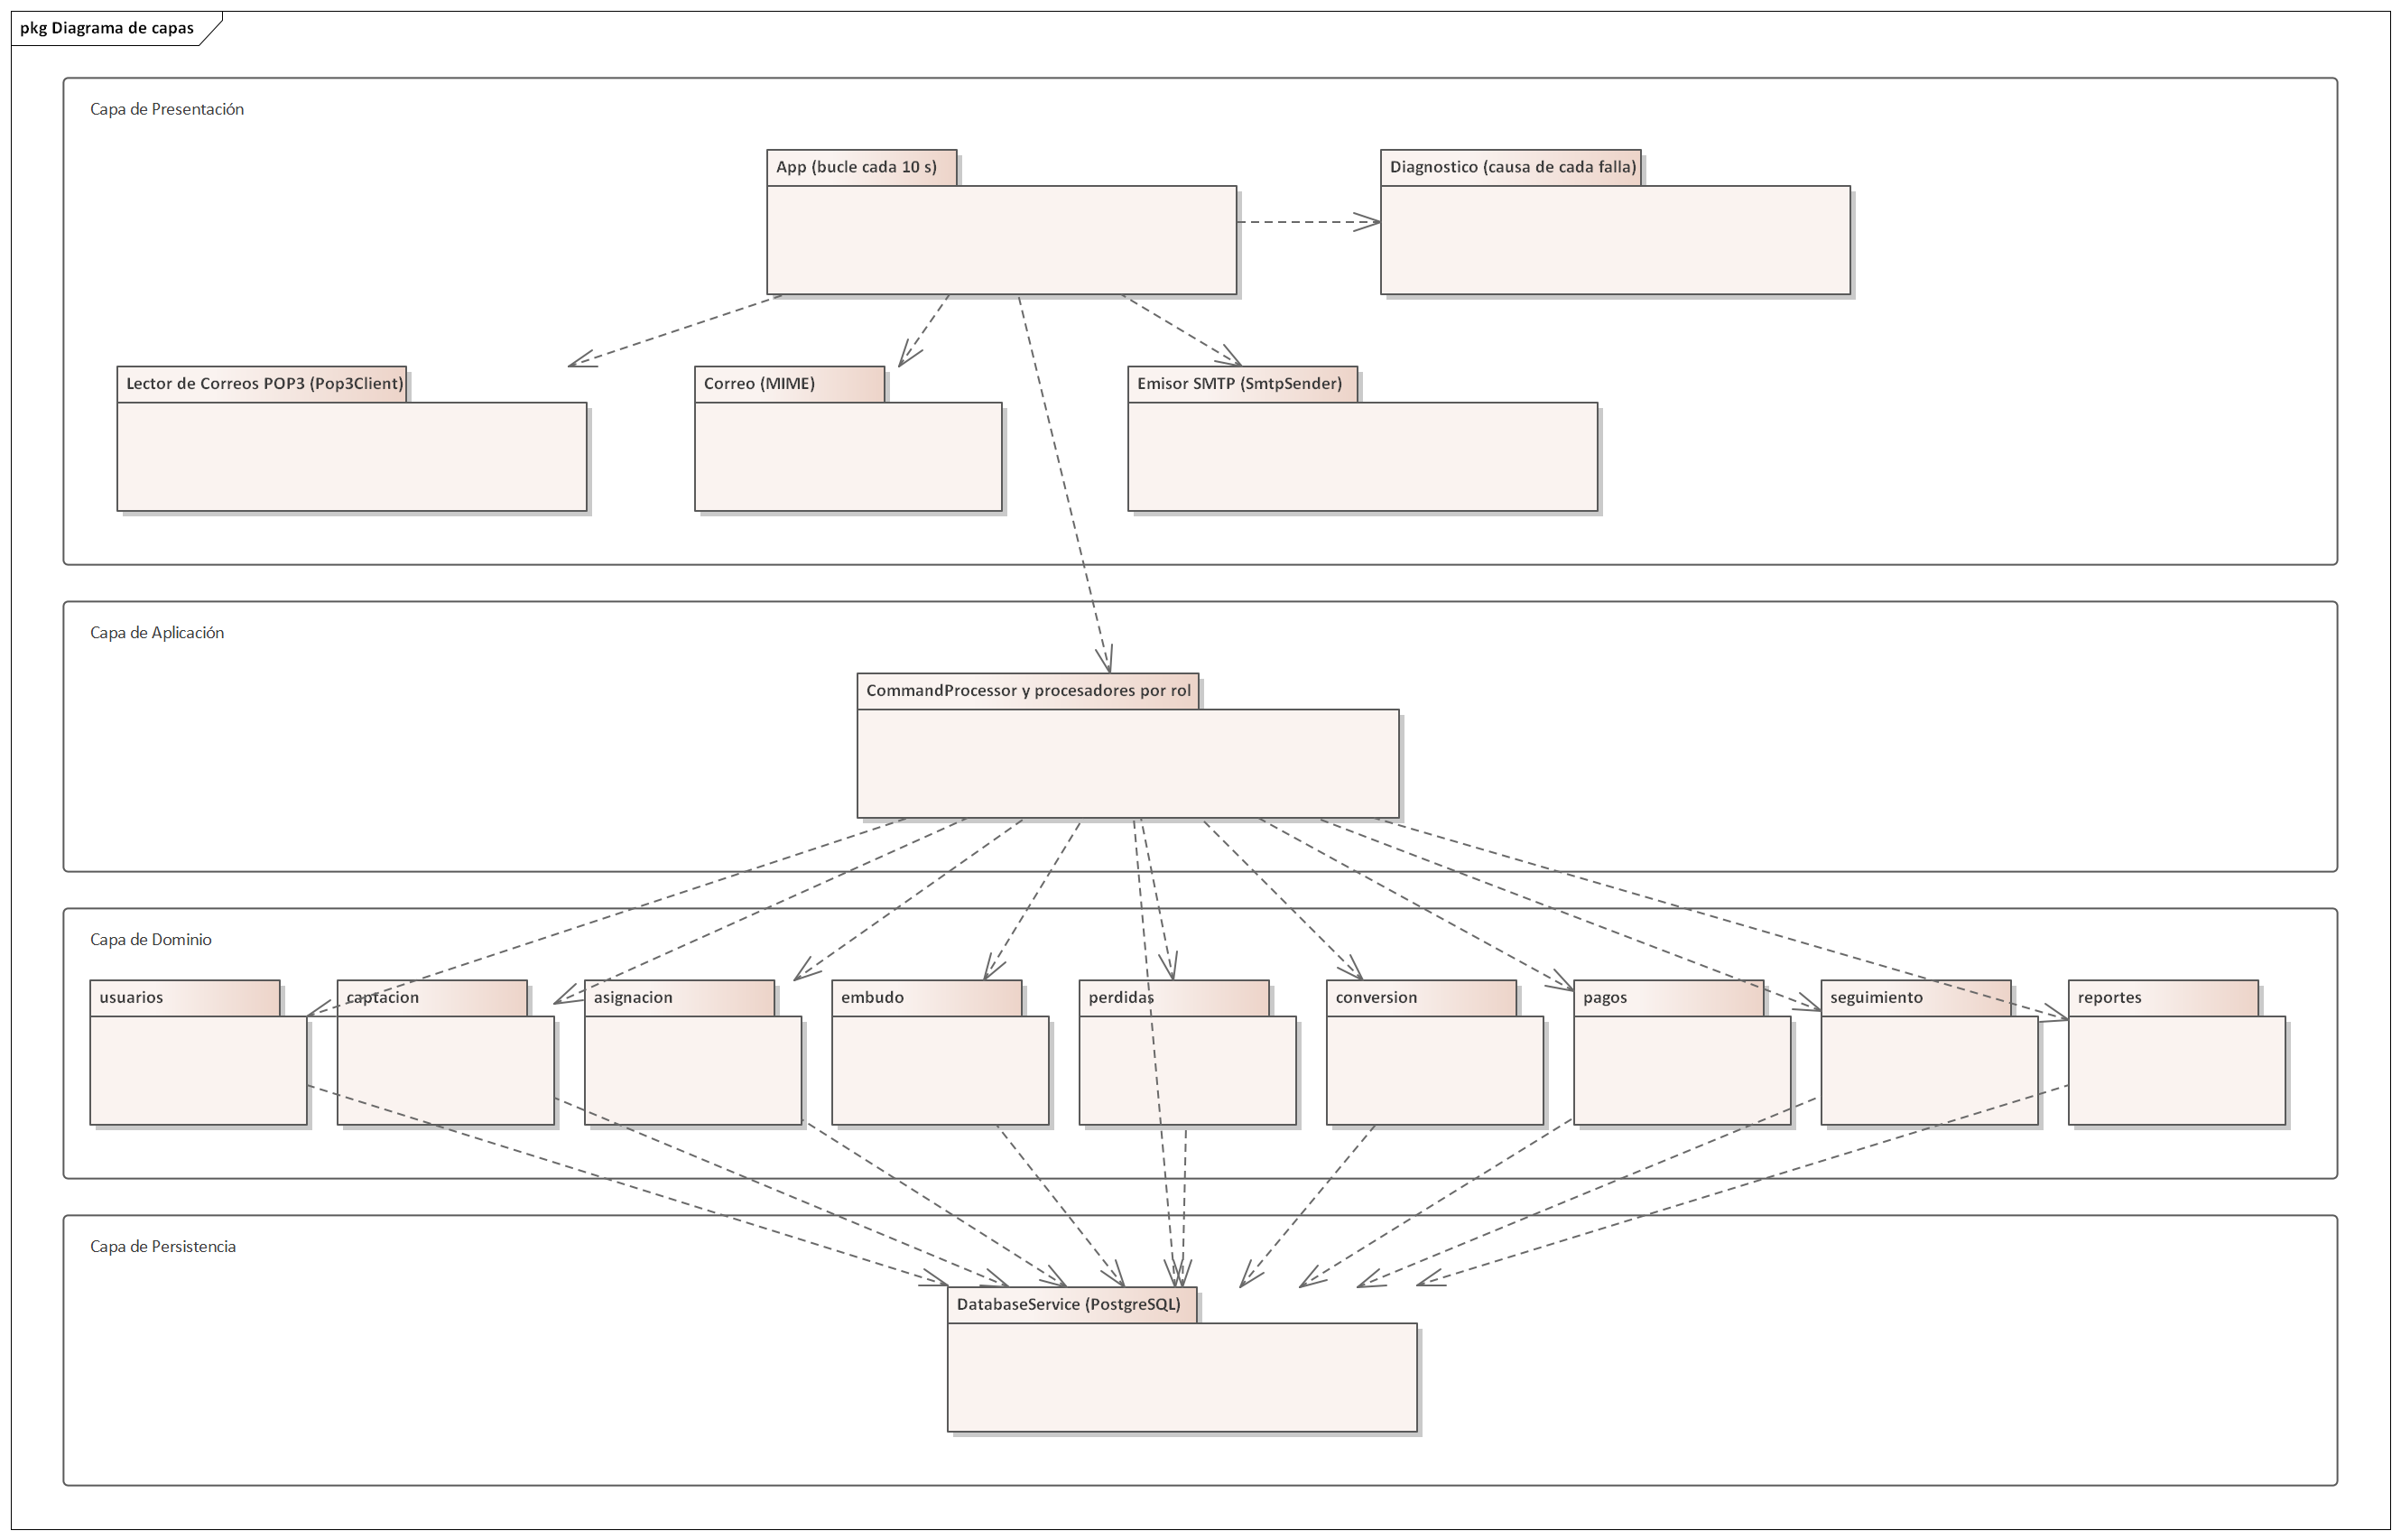 pkg Diagrama de capas
Capa de Presentación
App (bucle cada 10 s)
Diagnostico (causa de cada falla)
Lector de Correos POP3 (Pop3Client)
Correo (MIME)
Emisor SMTP (SmtpSender)
Capa de Aplicación
CommandProcessor y procesadores por rol
Capa de Dominio
usuarios
captacion
asignacion
embudo
perdidas
conversion
pagos
seguimiento
reportes
Capa de Persistencia
DatabaseService (PostgreSQL)